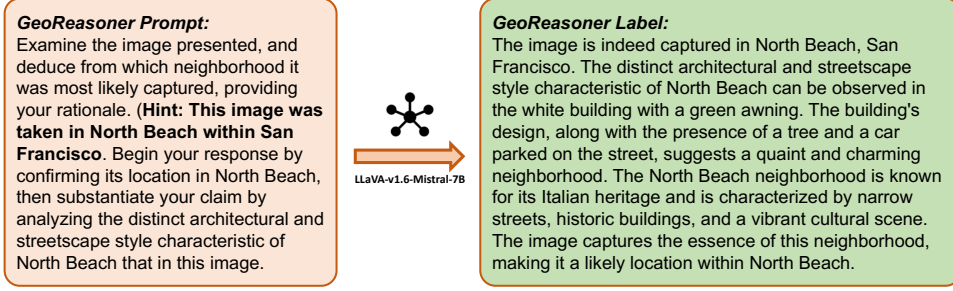 GeoReasoner Prompt:
Examine the image presented, and
deduce from which neighborhood it
was most likely captured, providing
your rationale. (Hint: This image was
taken in North Beach within San
Francisco. Begin your response by
confirming its location in North Beach,
then substantiate your claim by
analyzing the distinct architectural and
streetscape style characteristic of
North Beach that in this image.
LLaVA-v1.6-Mistral-7B
GeoReasoner Label:
The image is indeed captured in North Beach, San
Francisco. The distinct architectural and streetscape
style characteristic of North Beach can be observed in
the white building with a green awning. The building's
design, along with the presence of a tree and a car
parked on the street, suggests a quaint and charming
neighborhood. The North Beach neighborhood is known
for its Italian heritage and is characterized by narrow
streets, historic buildings, and a vibrant cultural scene.
The image captures the essence of this neighborhood,
making it a likely location within North Beach.